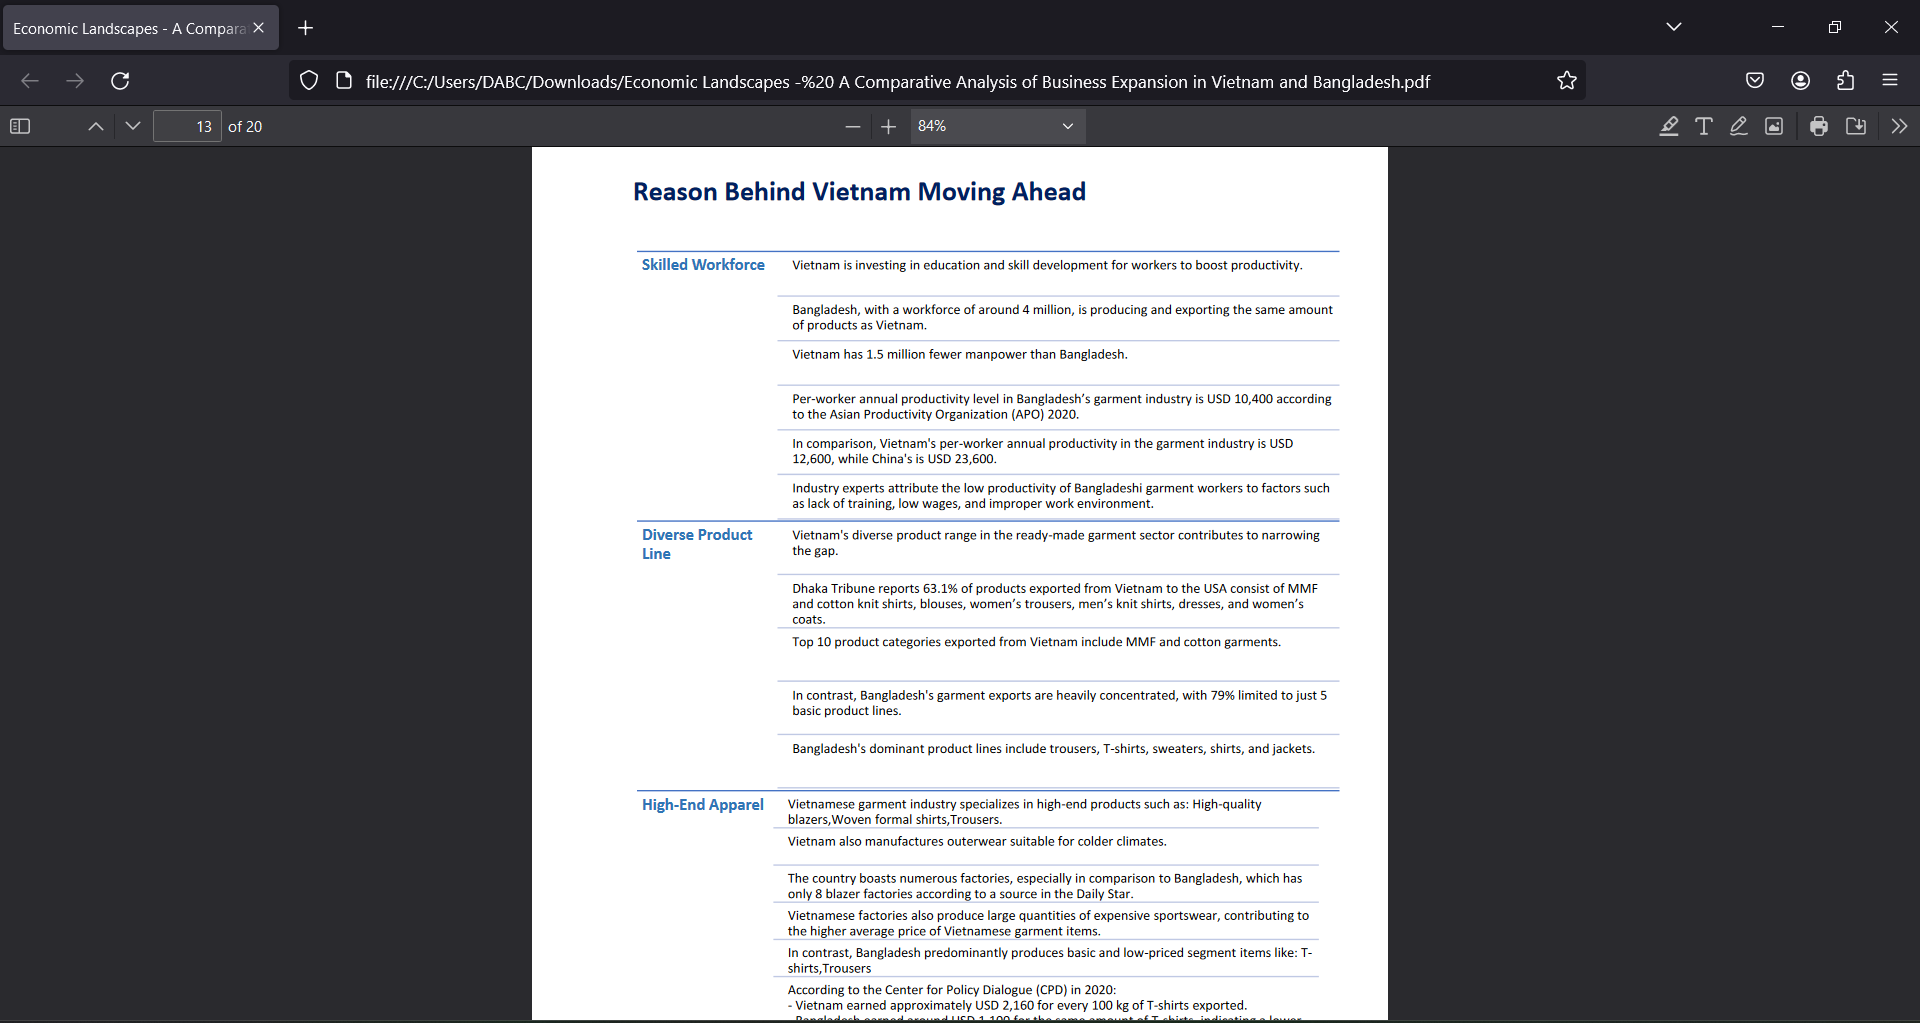 Economic Landscapes - A Compara
file:///C:/Users/DABC/Downloads/Economic Landscapes -%20 A Comparative Analysis of Business Expansion in Vietnam and Bangladesh.pdf
13 of 20
84%
Reason Behind Vietnam Moving Ahead
Skilled Workforce
Vietnam is investing in education and skill development for workers to boost productivity.
Bangladesh, with a workforce of around 4 million, is producing and exporting the same amount
of products as Vietnam.
Vietnam has 1.5 million fewer manpower than Bangladesh.
Per-worker annual productivity level in Bangladesh’s garment industry is USD 10,400 according
to the Asian Productivity Organization (APO) 2020.
In comparison, Vietnam's per-worker annual productivity in the garment industry is USD
12,600, while China's is USD 23,600.
Industry experts attribute the low productivity of Bangladeshi garment workers to factors such
as lack of training, low wages, and improper work environment.
Diverse Product
Line
Vietnam's diverse product range in the ready-made garment sector contributes to narrowing
the gap.
Dhaka Tribune reports 63.1% of products exported from Vietnam to the USA consist of MMF
and cotton knit shirts, blouses, women’s trousers, men’s knit shirts, dresses, and women’s
coats.
Top 10 product categories exported from Vietnam include MMF and cotton garments.
In contrast, Bangladesh's garment exports are heavily concentrated, with 79% limited to just 5
basic product lines.
Bangladesh's dominant product lines include trousers, T-shirts, sweaters, shirts, and jackets.
High-End Apparel
Vietnamese garment industry specializes in high-end products such as: High-quality
blazers,Woven formal shirts,Trousers.
Vietnam also manufactures outerwear suitable for colder climates.
The country boasts numerous factories, especially in comparison to Bangladesh, which has
only 8 blazer factories according to a source in the Daily Star.
Vietnamese factories also produce large quantities of expensive sportswear, contributing to
the higher average price of Vietnamese garment items.
In contrast, Bangladesh predominantly produces basic and low-priced segment items like: T-
shirts,Trousers
According to the Center for Policy Dialogue (CPD) in 2020:
- Vietnam earned approximately USD 2,160 for every 100 kg of T-shirts exported.
- Bangladesh earned around USD 1,100 for the same amount of T-shirts, indicating a lower